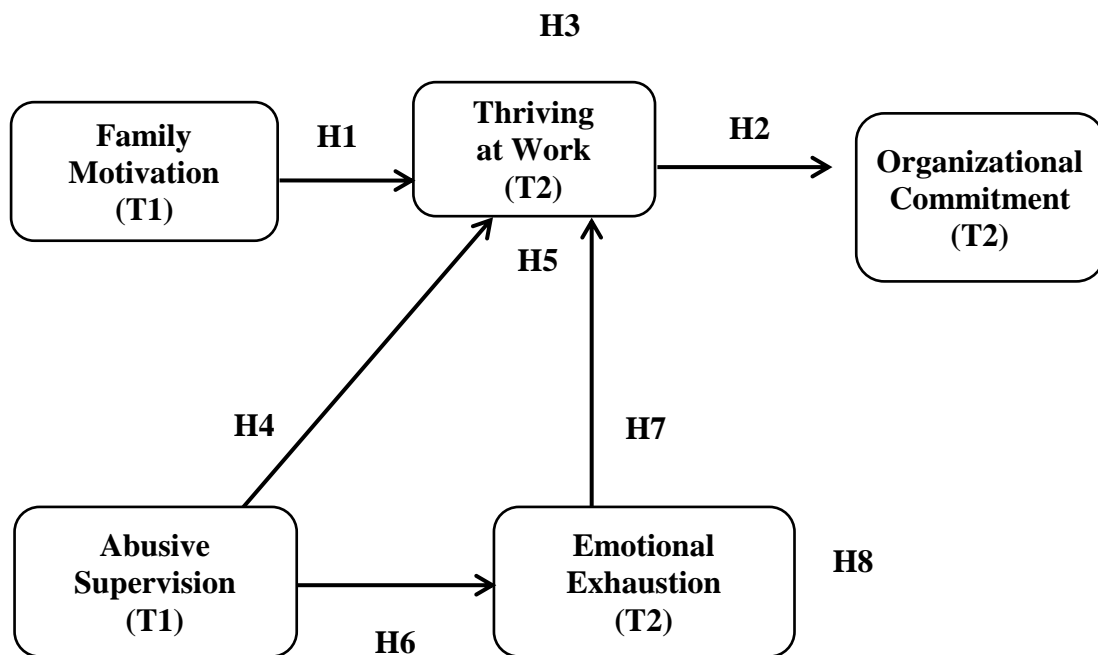 H3
Family
Motivation
(T1)
H1
Thriving
at Work
(T2)
H2
Organizational
Commitment
(T2)
H5
H4
H7
Abusive
Supervision
(T1)
H6
Emotional
Exhaustion
(T2)
H8